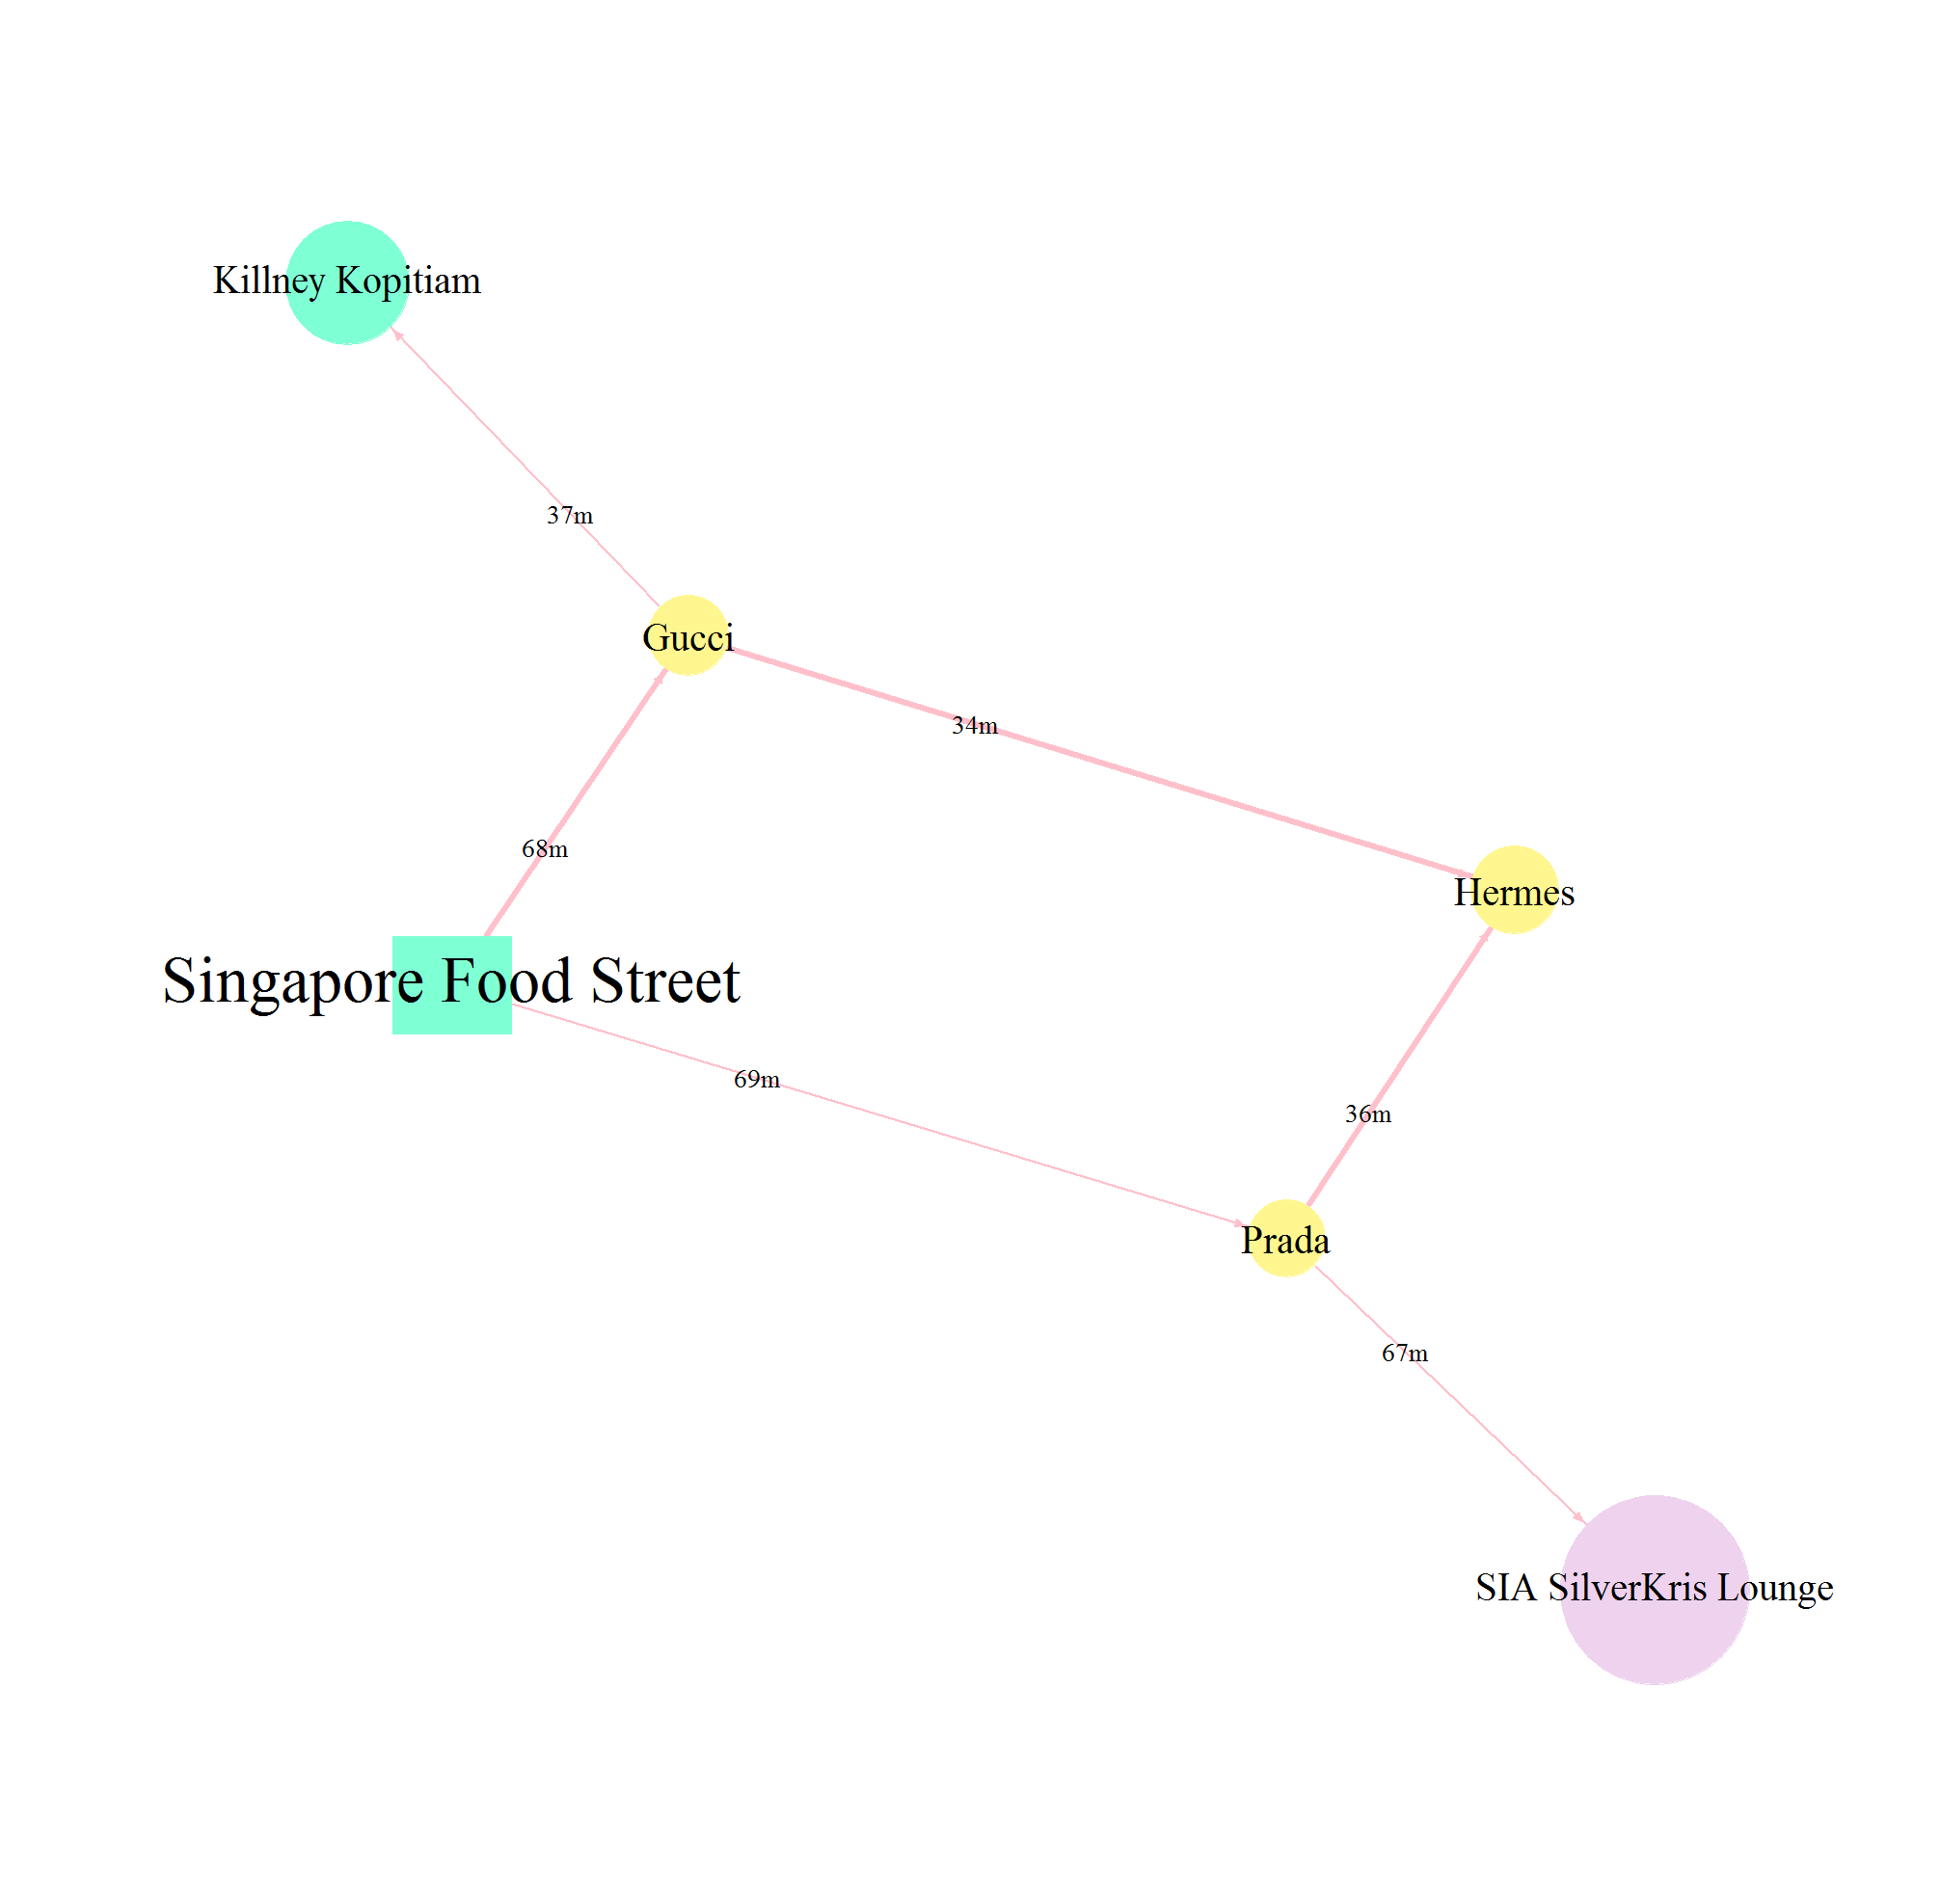 Killney Kopitiam
37m
Gucci
34m
68m
Hermes
Singapore Food Street
69m
36m
Prada
67m
SIA SilverKris Lounge